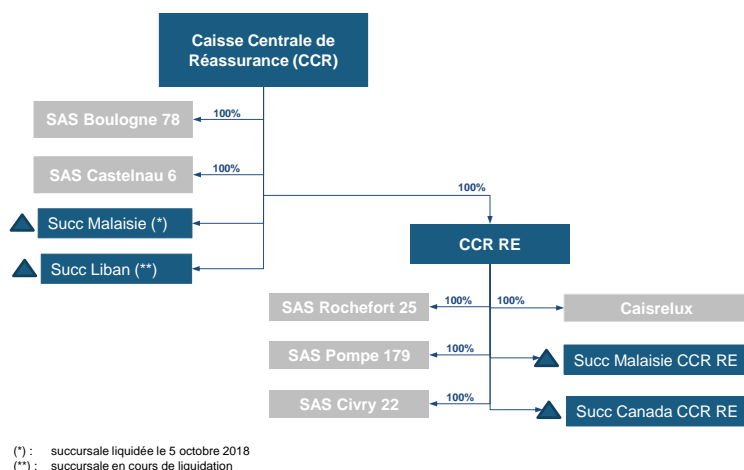 Caisse Centrale de
Réassurance (CCR)
100%
SAS Boulogne 78
100%
SAS Castelnau 6
100%
Succ Malaisie (*)
CCR RE
Succ Liban (**)
SAS Rochefort 25
100%
100%
Caisrelux
SAS Pompe 179
100%
Succ Malaisie CCR RE
SAS Civry 22
100%
Succ Canada CCR RE
(*) : succursale liquidée le 5 octobre 2018
(**) : succursale en cours de liquidation